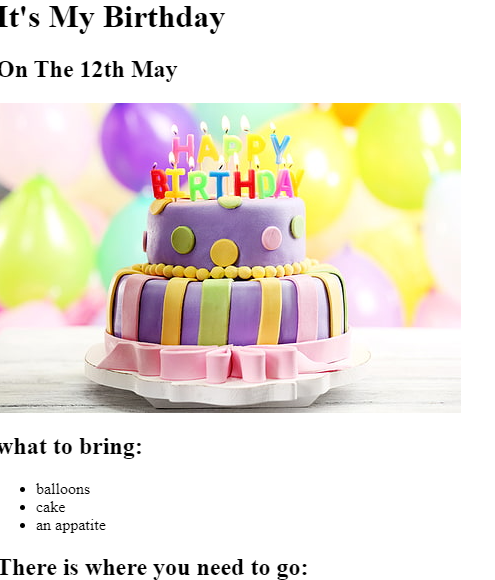 It's My Birthday
On The 12th May
HAPPY
BIRTHDAY
what to bring:
balloons
cake
an appatite
There is where you need to go: